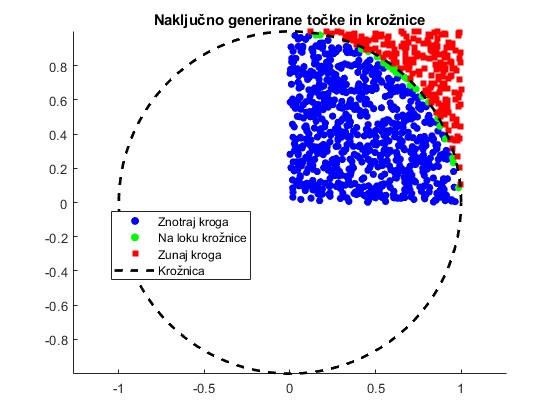 Naključno generirane točke in krožnice
0.8
0.6
0.4
0.2
0
-0.2
-0.4
-0.6
-0.8
Znotraj kroga
Na loku krožnice
Zunaj kroga
Krožnica
-1 -0.5 0 0.5 1